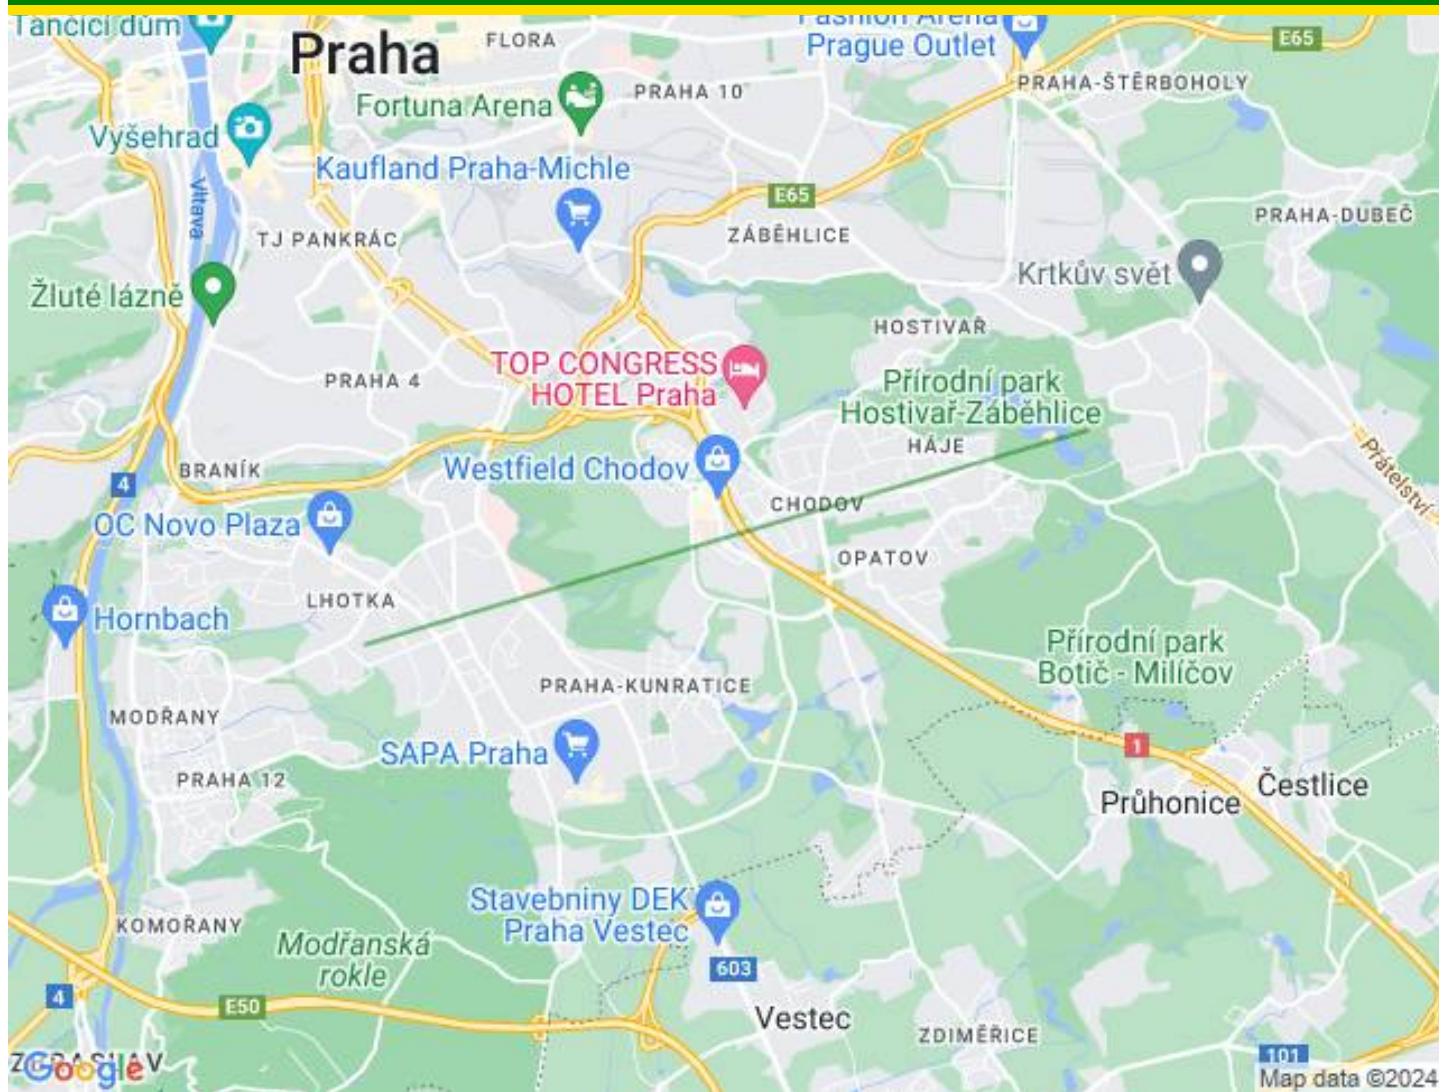 Tančící dům
Praha
FLORA
Fashion Arena
Prague Outlet
E65
PRAHA-ŠTĚRBOHOLY
Fortuna Arena
PRAHA 10
Vyšehrad
Kaufland Praha-Michle
Vltava
E65
TJ PANKRÁC
ZÁBĚHLICE
PRAHA-DUBEČ
Žluté lázně
Krtkův svět
HOSTIVAŘ
PRAHA 4
TOP CONGRESS
HOTEL Praha
Přírodní park
Hostivař-Záběhlice
HÁJE
BRANÍK
4
Westfield Chodov
Přátelství
CHODOV
OC Novo Plaza
OPATOV
LHOTKA
Hornbach
Přírodní park
Botič - Milíčov
PRAHA-KUNRATICE
MODŘANY
SAPA Praha
1
PRAHA 12
Čestlice
Průhonice
Stavebniny DEK
Praha Vestec
KOMOŘANY
Modřanská
rokle
603
4
E50
Vestec
ZDIMĚŘICE
Google
101
Map data ©2024